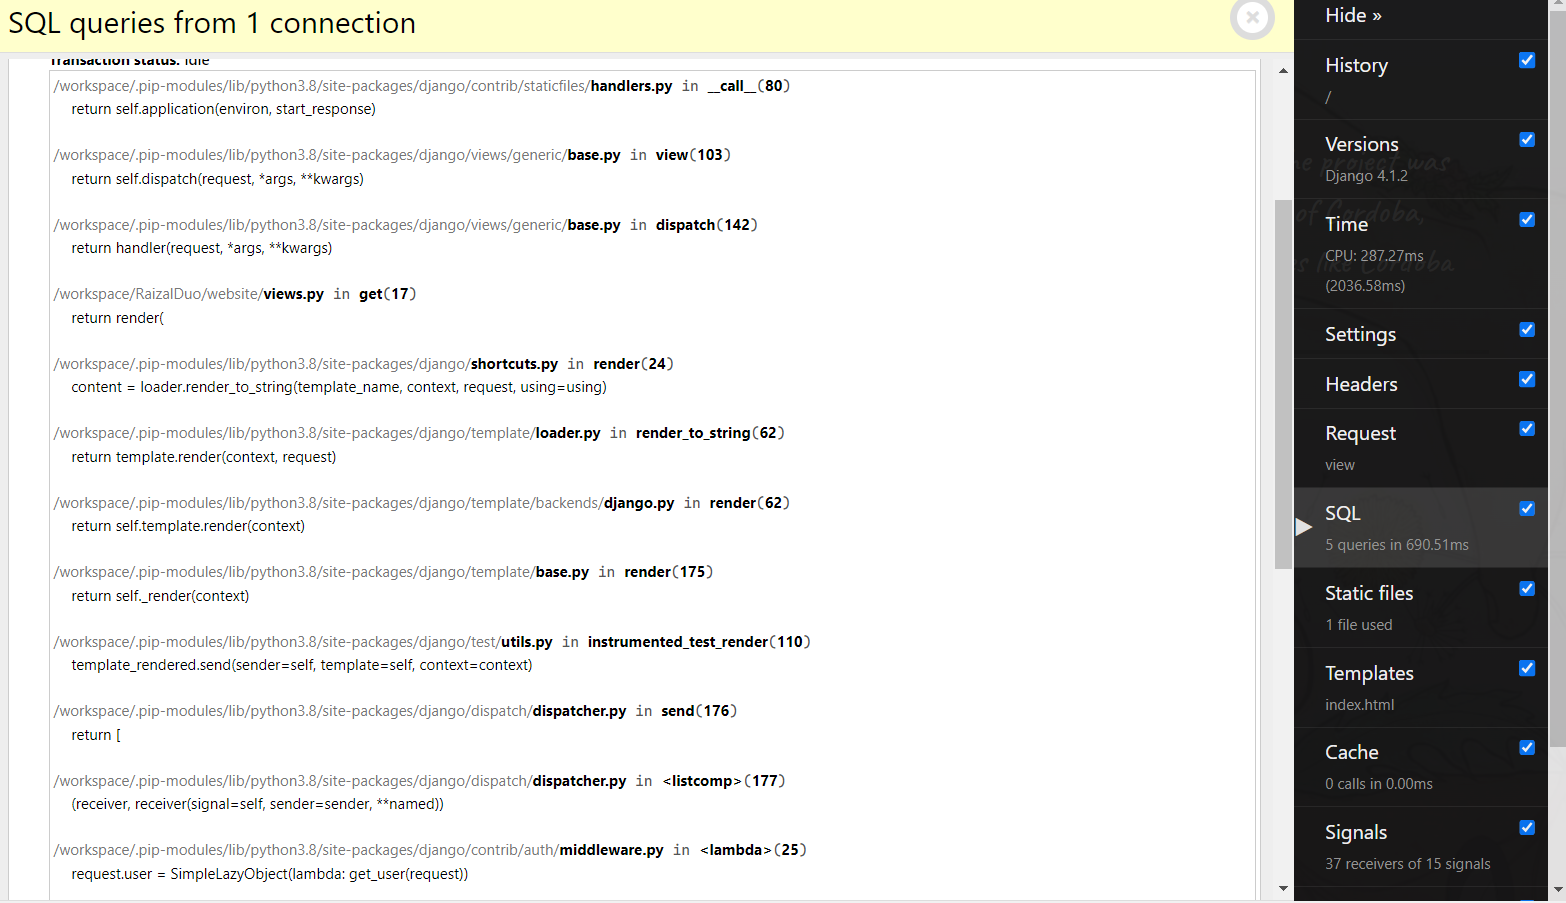 SQL queries from 1 connection
Transaction status: Idle
/workspace/.pip-modules/lib/python3.8/site-packages/django/contrib/staticfiles/handlers.py in __call__(80)
return self.application(environ, start_response)
/workspace/.pip-modules/lib/python3.8/site-packages/django/views/generic/base.py in view(103)
return self.dispatch(request, *args, **kwargs)
/workspace/.pip-modules/lib/python3.8/site-packages/django/views/generic/base.py in dispatch(142)
return handler(request, *args, **kwargs)
/workspace/RaizalDuo/website/views.py in get(17)
return render(
/workspace/.pip-modules/lib/python3.8/site-packages/django/shortcuts.py in render(24)
content = loader.render_to_string(template_name, context, request, using=using)
/workspace/.pip-modules/lib/python3.8/site-packages/django/template/loader.py in render_to_string(62)
return template.render(context, request)
/workspace/.pip-modules/lib/python3.8/site-packages/django/template/backends/django.py in render(62)
return self.template.render(context)
/workspace/.pip-modules/lib/python3.8/site-packages/django/template/base.py in render(175)
return self._render(context)
/workspace/.pip-modules/lib/python3.8/site-packages/django/test/utils.py in instrumented_test_render(110)
template_rendered.send(sender=self, template=self, context=context)
/workspace/.pip-modules/lib/python3.8/site-packages/django/dispatch/dispatcher.py in send(176)
return [
/workspace/.pip-modules/lib/python3.8/site-packages/django/dispatch/dispatcher.py in <listcomp>(177)
(receiver, receiver(signal=self, sender=sender, **named))
/workspace/.pip-modules/lib/python3.8/site-packages/django/contrib/auth/middleware.py in <lambda>(25)
request.user = SimpleLazyObject(lambda: get_user(request))
Hide »
History
/
Versions
Django 4.1.2
Time
CPU: 287.27ms
(2036.58ms)
Settings
Headers
Request
view
SQL
5 queries in 690.51ms
Static files
1 file used
Templates
index.html
Cache
0 calls in 0.00ms
Signals
37 receivers of 15 signals
project was
of Cordoba,
like Cordoba